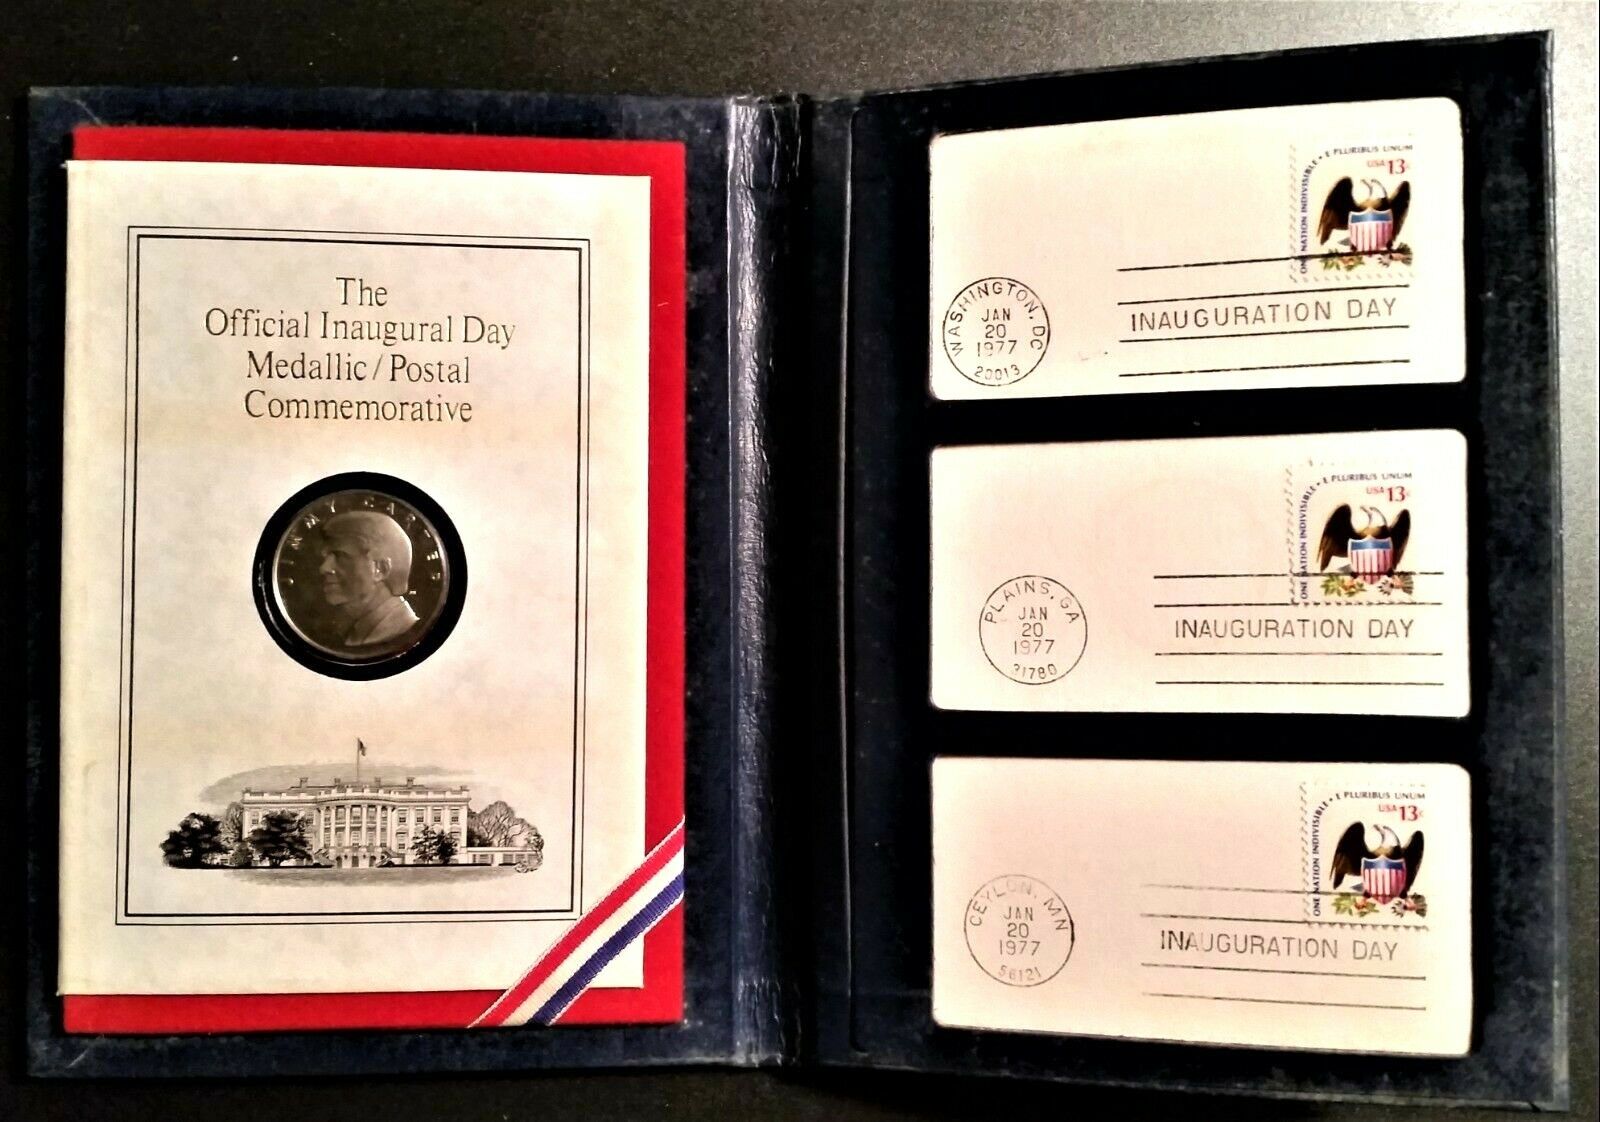 The
Official Inaugural Day
Medallic/Postal
Commemorative
JIMMY CARTER
ONE NATION INDIVISIBLE • E PLURIBUS UNUM
USA 13c
WASHINGTON, DC
JAN
20
1977
20013
INAUGURATION DAY
ONE NATION INDIVISIBLE • E PLURIBUS UNUM
USA 13c
PLAINS, GA
JAN
20
1977
31780
INAUGURATION DAY
ONE NATION INDIVISIBLE • E PLURIBUS UNUM
USA 13c
CEYLON, MN
JAN
20
1977
56121
INAUGURATION DAY